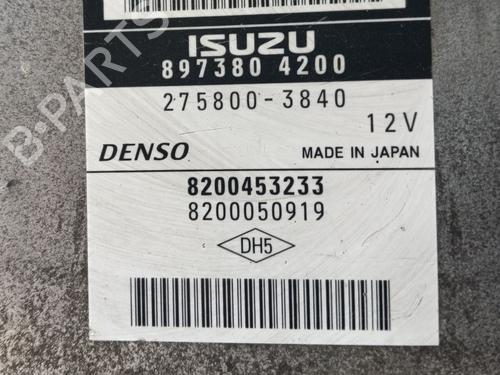 ISUZU
897380 4200
275800-3840
12V
DENSO MADE IN JAPAN
8200453233
8200050919
DH5
B-PARTS